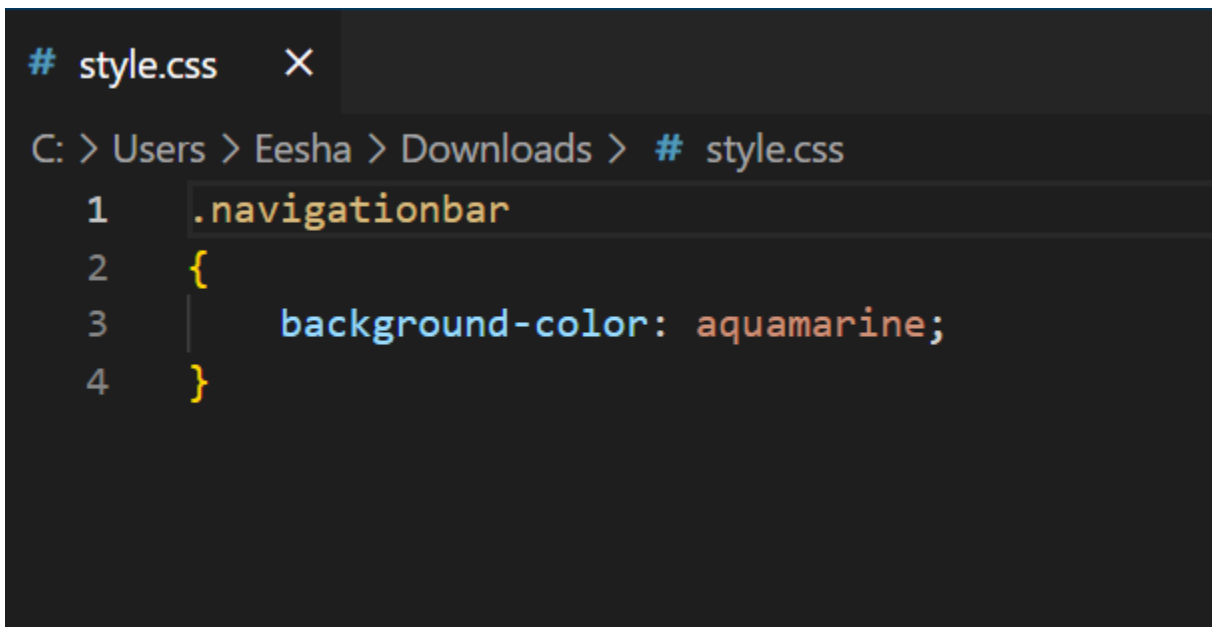 # style.css ×
C: > Users > Eesha > Downloads > # style.css
1 .navigationbar
2 {
3 background-color: aquamarine;
4 }